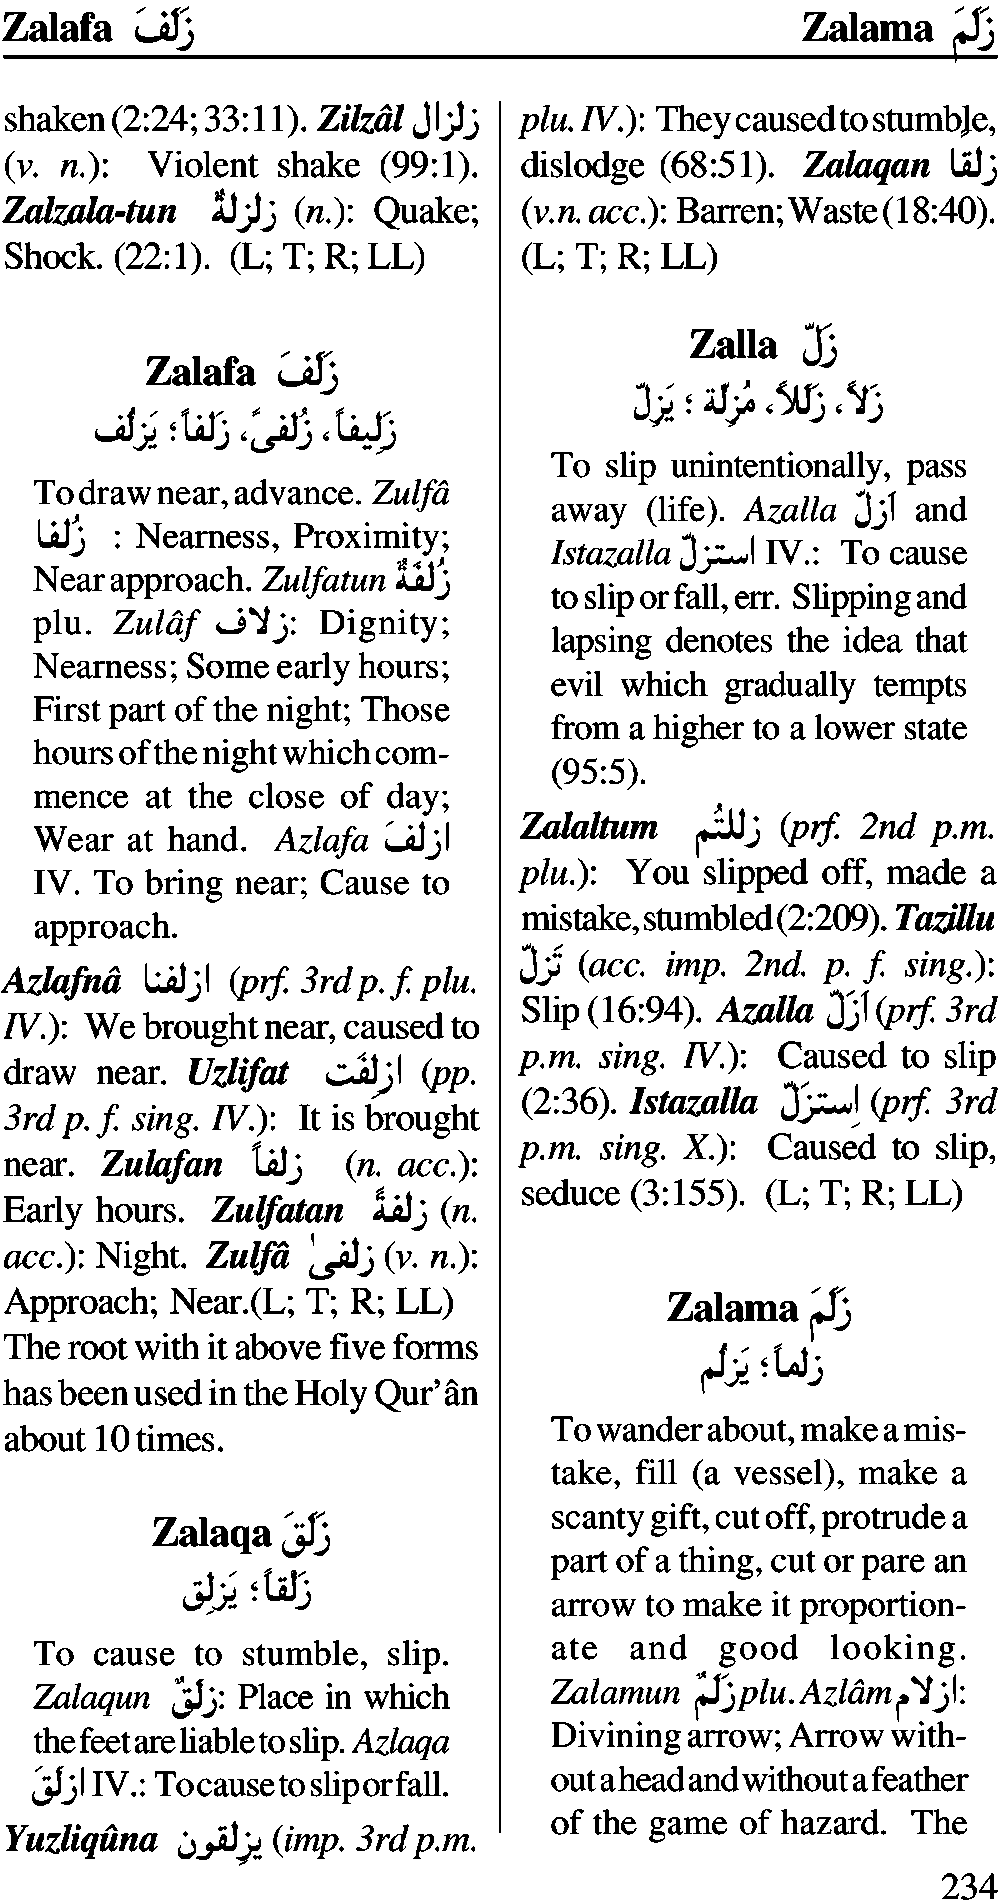 Zalafa زَلَفَ
Zalama زَلَمَ
shaken (2:24; 33:11). Zilzâl زلزال
(v. n.): Violent shake (99:1).
Zalzala-tun زلزلةٌ (n.): Quake;
Shock. (22:1). (L; T; R; LL)
Zalafa زَلَفَ
زَلِيفاً، زُلفىً، زَلفاً؛ يَزلُف
To draw near, advance. Zulfâ
زُلفَا : Nearness, Proximity;
Near approach. Zulfatun زُلفَةٌ
plu. Zulâf زلاف: Dignity;
Nearness; Some early hours;
First part of the night; Those
hours of the night which com-
mence at the close of day;
Wear at hand. Azlafa ازلفَ
IV. To bring near; Cause to
approach.
Azlafnâ ازلفنا (prf. 3rd p. f. plu.
IV.): We brought near, caused to
draw near. Uzlifat ازلِفَت (pp.
3rd p. f. sing. IV.): It is brought
near. Zulafan زلفاً (n. acc.):
Early hours. Zulfatan زلفةً (n.
acc.): Night. Zulfâ زلفىٰ (v. n.):
Approach; Near.(L; T; R; LL)
The root with it above five forms
has been used in the Holy Qur’ân
about 10 times.
Zalaqa زَلَقَ
زَلقاً؛ يَزلِق
To cause to stumble, slip.
Zalaqun زلَقٌ: Place in which
the feet are liable to slip. Azlaqa
ازلَقَ IV.: To cause to slip or fall.
Yuzliqûna يزلِقون (imp. 3rd p.m.
plu. IV.): They caused to stumble,
dislodge (68:51). Zalaqan زلِقَا
(v.n. acc.): Barren; Waste (18:40).
(L; T; R; LL)
Zalla زَلّ
زَلاً، زَلَلاً، مُزِلّة ؛ يَزِلّ
To slip unintentionally, pass
away (life). Azalla اَزلّ and
Istazalla استزلّ IV.: To cause
to slip or fall, err. Slipping and
lapsing denotes the idea that
evil which gradually tempts
from a higher to a lower state
(95:5).
Zalaltum زللتُم (prf. 2nd p.m.
plu.): You slipped off, made a
mistake, stumbled (2:209). Tazillu
تَزلّ (acc. imp. 2nd. p. f. sing.):
Slip (16:94). Azalla اَزَلّ (prf. 3rd
p.m. sing. IV.): Caused to slip
(2:36). Istazalla اِستزَلّ (prf. 3rd
p.m. sing. X.): Caused to slip,
seduce (3:155). (L; T; R; LL)
Zalama زَلَمَ
زلماً؛ يَزلُم
To wander about, make a mis-
take, fill (a vessel), make a
scanty gift, cut off, protrude a
part of a thing, cut or pare an
arrow to make it proportion-
ate and good looking.
Zalamun زَلَمٌ plu. Azlâm ازلام:
Divining arrow; Arrow with-
out a head and without a feather
of the game of hazard. The
234